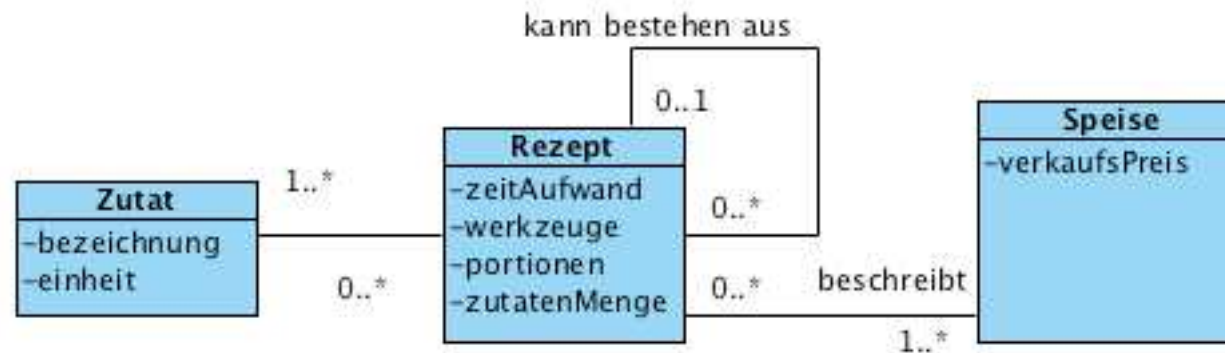 kann bestehen aus
0..1
Rezept
-zeitAufwand
-werkzeuge
-portionen
-zutatenMenge
Zutat
-bezeichnung
-einheit
1..*
0..*
0..*
0..*
beschreibt
1..*
Speise
-verkaufsPreis